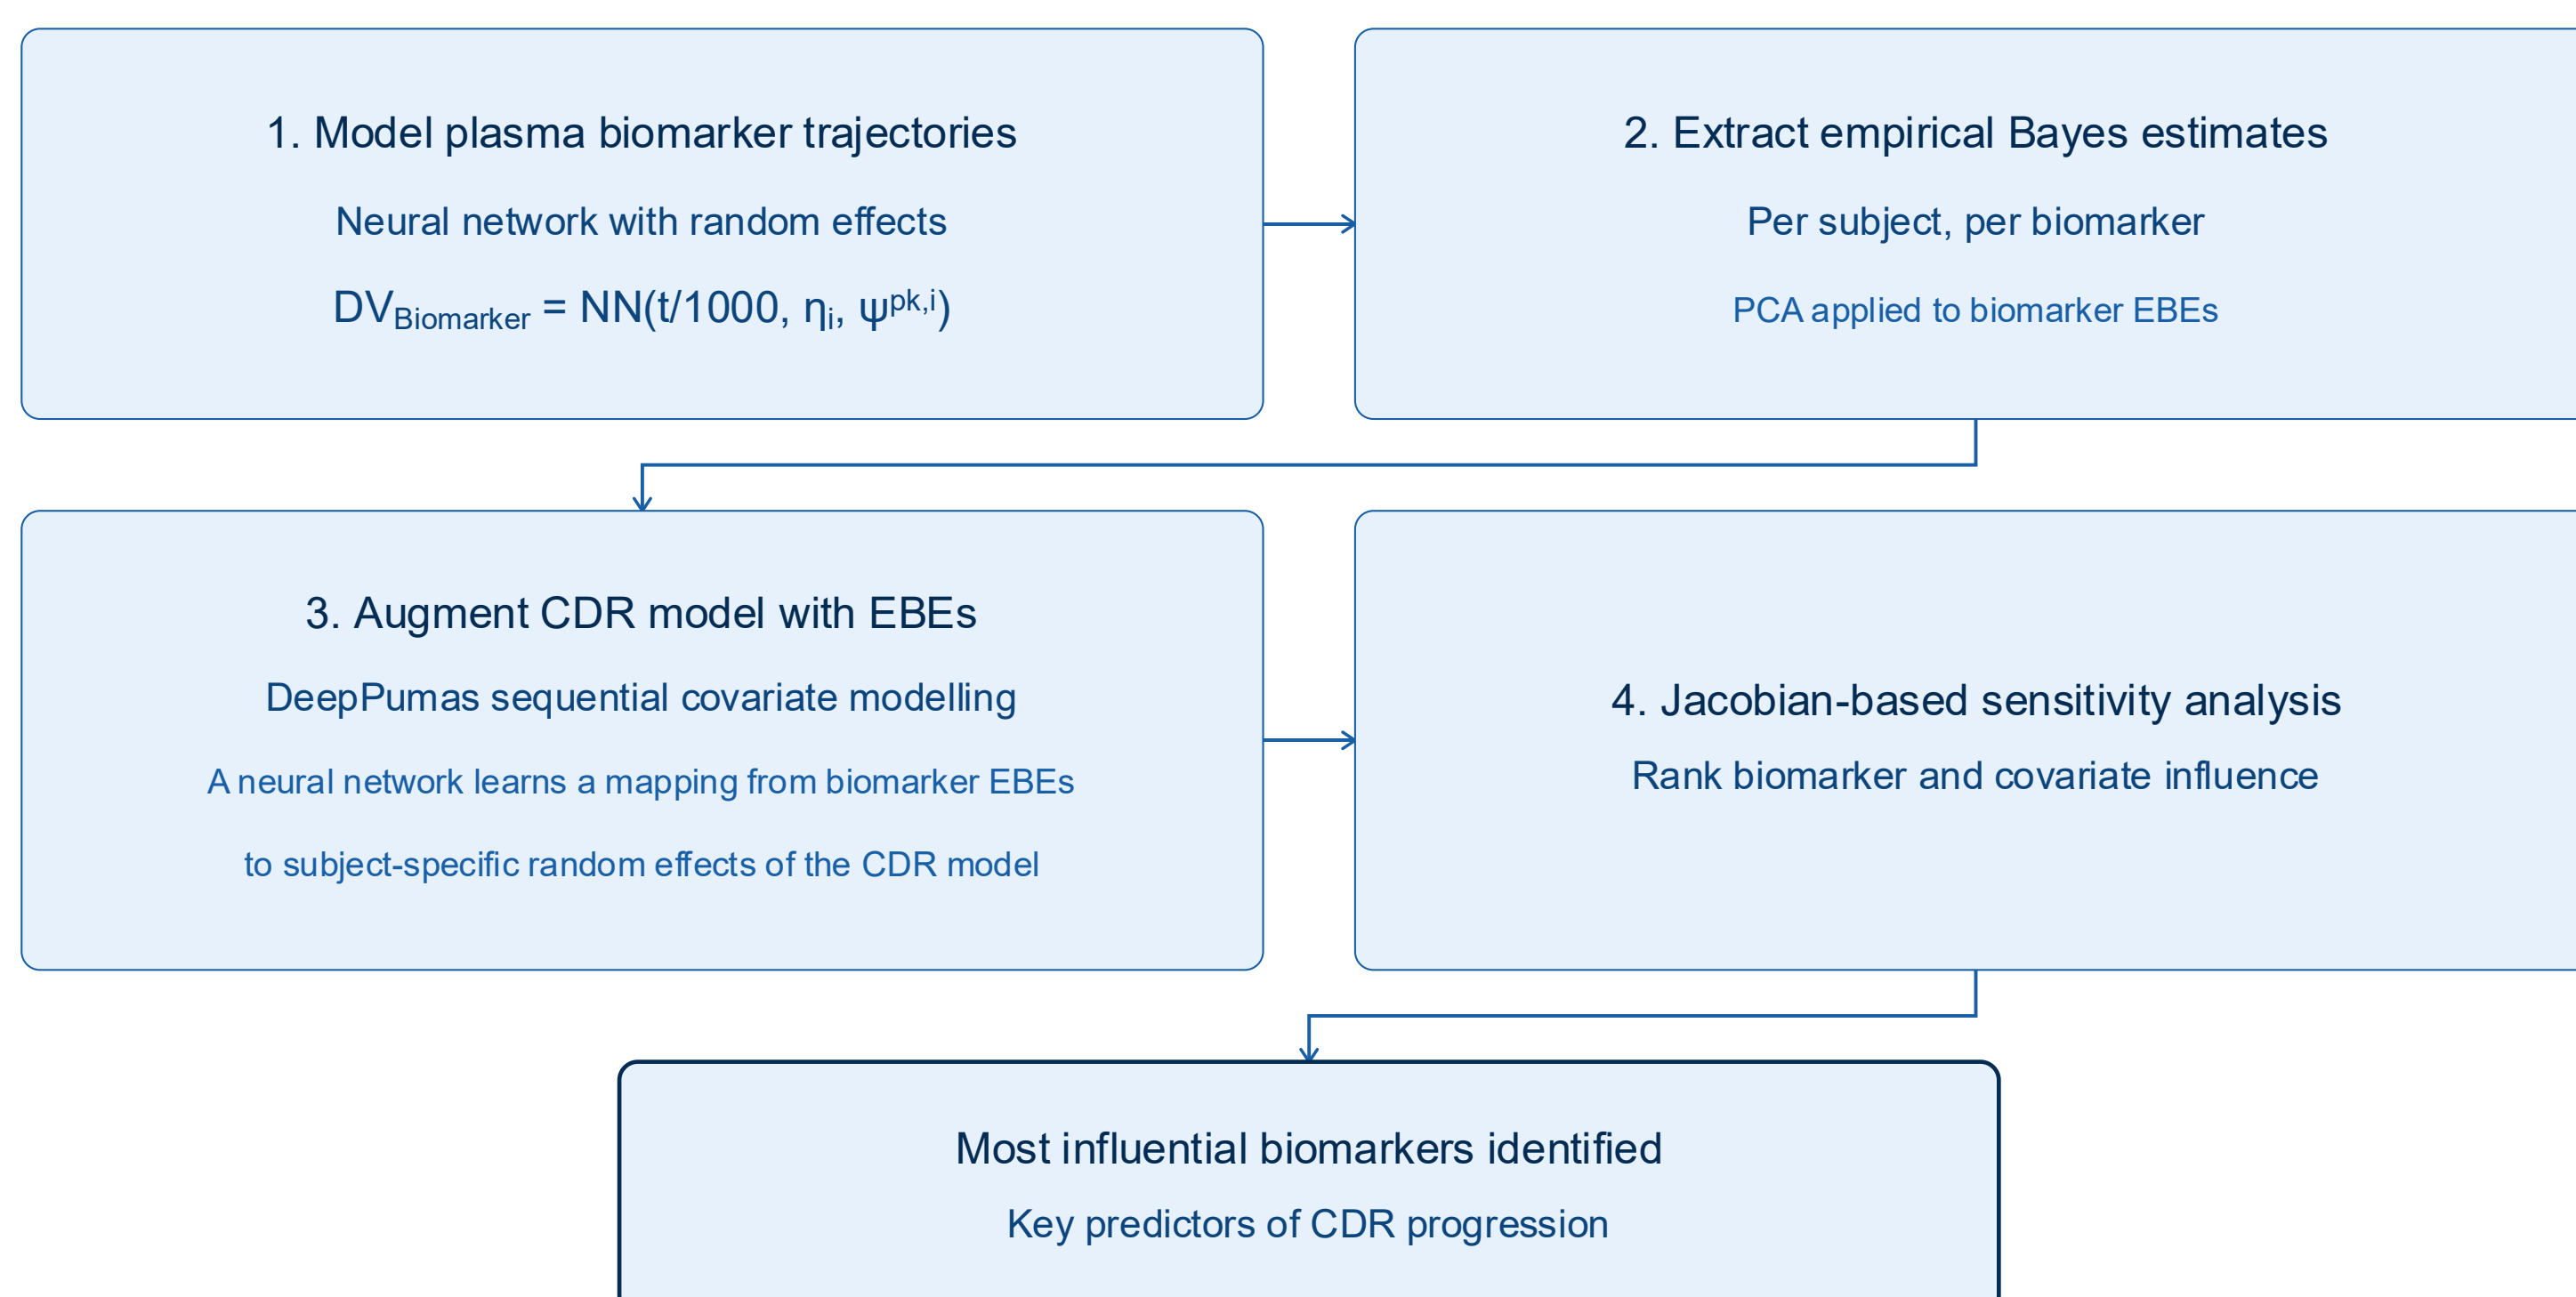 1. Model plasma biomarker trajectories
Neural network with random effects
DV_Biomarker = NN(t/1000, η_i, ψ^pk,i)
2. Extract empirical Bayes estimates
Per subject, per biomarker
PCA applied to biomarker EBEs
3. Augment CDR model with EBEs
DeepPumas sequential covariate modelling
A neural network learns a mapping from biomarker EBEs
to subject-specific random effects of the CDR model
4. Jacobian-based sensitivity analysis
Rank biomarker and covariate influence
Most influential biomarkers identified
Key predictors of CDR progression